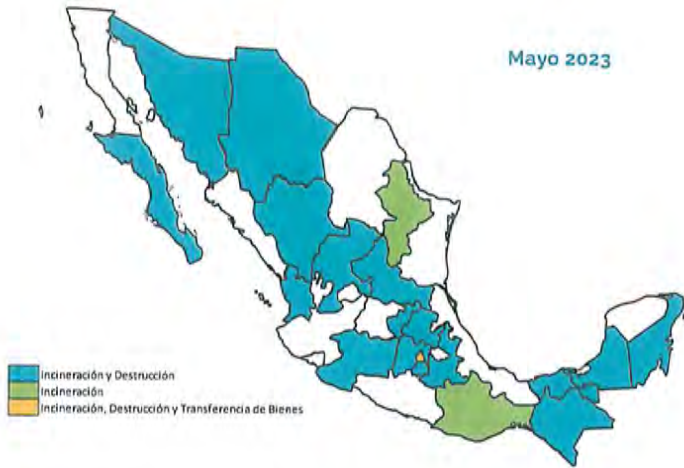 Mayo 2023
Incineración y Destrucción
Incineración
Incineración, Destrucción y Transferencia de Bienes